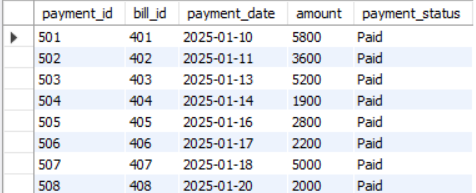 payment_id bill_id payment_date amount payment_status
501 401 2025-01-10 5800 Paid
502 402 2025-01-11 3600 Paid
503 403 2025-01-13 5200 Paid
504 404 2025-01-14 1900 Paid
505 405 2025-01-16 2800 Paid
506 406 2025-01-17 2200 Paid
507 407 2025-01-18 5000 Paid
508 408 2025-01-20 2000 Paid